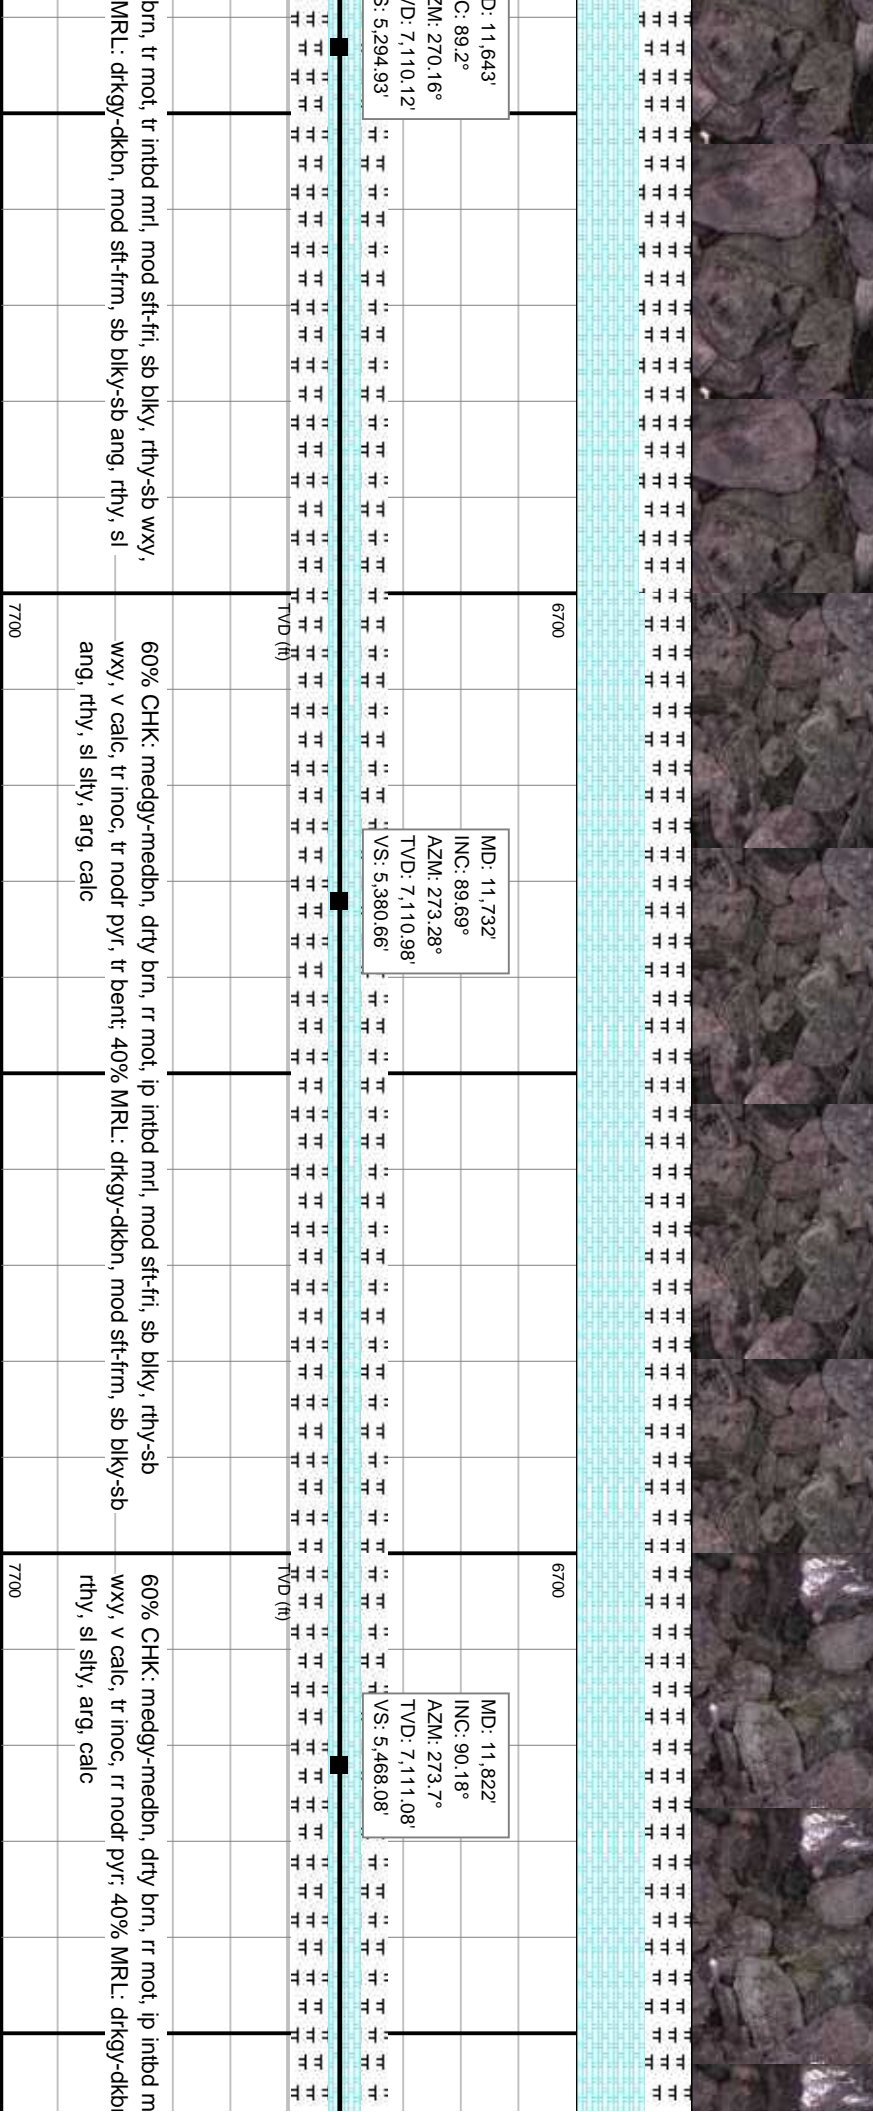 brn, tr mot, tr intbd mrl, mod sft-fri, sb blky, rthy-sb wxy,
MRL: drkgy-dkbn, mod sft-frm, sb blky-sb ang, rthy, sl
D: 11,643'
C: 89.2°
ZM: 270.16°
VD: 7,110.12'
S: 5,294.93'
6700
TVD (ft)
7700
60% CHK: medgy-medbn, drty brn, rr mot, ip intbd mrl, mod sft-fri, sb blky, rthy-sb
wxy, v calc, tr inoc, tr nodr pyr, tr bent; 40% MRL: drkgy-dkbn, mod sft-frm, sb blky-sb
ang, rthy, sl slty, arg, calc
MD: 11,732'
INC: 89.69°
AZM: 273.28°
TVD: 7,110.98'
VS: 5,380.66'
6700
TVD (ft)
7700
60% CHK: medgy-medbn, drty brn, rr mot, ip intbd m
wxy, v calc, tr inoc, rr nodr pyr; 40% MRL: drkgy-dkbn
rthy, sl slty, arg, calc
MD: 11,822'
INC: 90.18°
AZM: 273.7°
TVD: 7,111.08'
VS: 5,468.08'